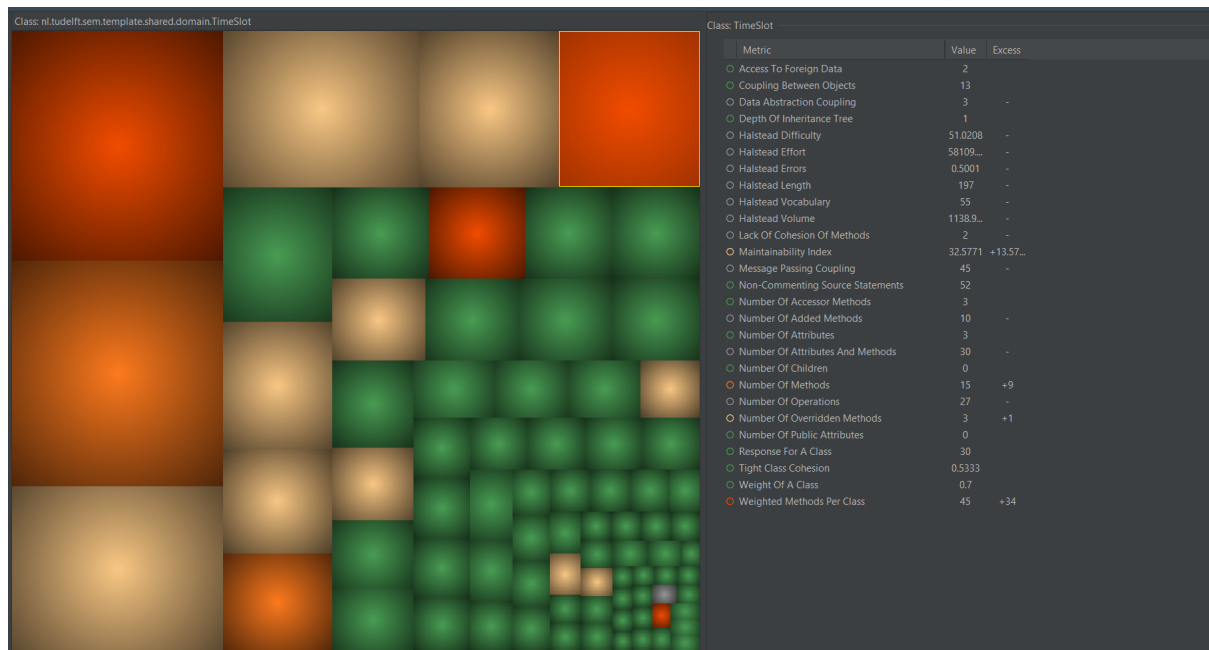 Class: nl.tudelft.sem.template.shared.domain.TimeSlot
Class: TimeSlot
Metric Value Excess
Access To Foreign Data 2
Coupling Between Objects 13
Data Abstraction Coupling 3 -
Depth Of Inheritance Tree 1
Halstead Difficulty 51.0208 -
Halstead Effort 58109.... -
Halstead Errors 0.5001 -
Halstead Length 197 -
Halstead Vocabulary 55 -
Halstead Volume 1138.9... -
Lack Of Cohesion Of Methods 2 -
Maintainability Index 32.5771 +13.57...
Message Passing Coupling 45 -
Non-Commenting Source Statements 52
Number Of Accessor Methods 3
Number Of Added Methods 10 -
Number Of Attributes 3
Number Of Attributes And Methods 30 -
Number Of Children 0
Number Of Methods 15 +9
Number Of Operations 27 -
Number Of Overridden Methods 3 +1
Number Of Public Attributes 0
Response For A Class 30
Tight Class Cohesion 0.5333
Weight Of A Class 0.7
Weighted Methods Per Class 45 +34